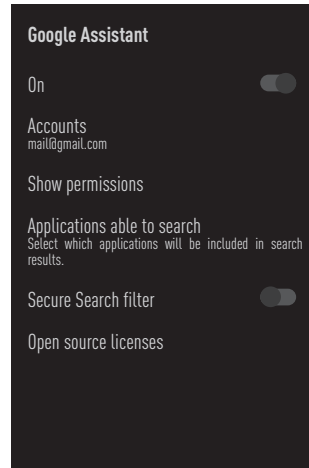 Google Assistant
On
Accounts
mail@gmail.com
Show permissions
Applications able to search
Select which applications will be included in search
results.
Secure Search filter
Open source licenses